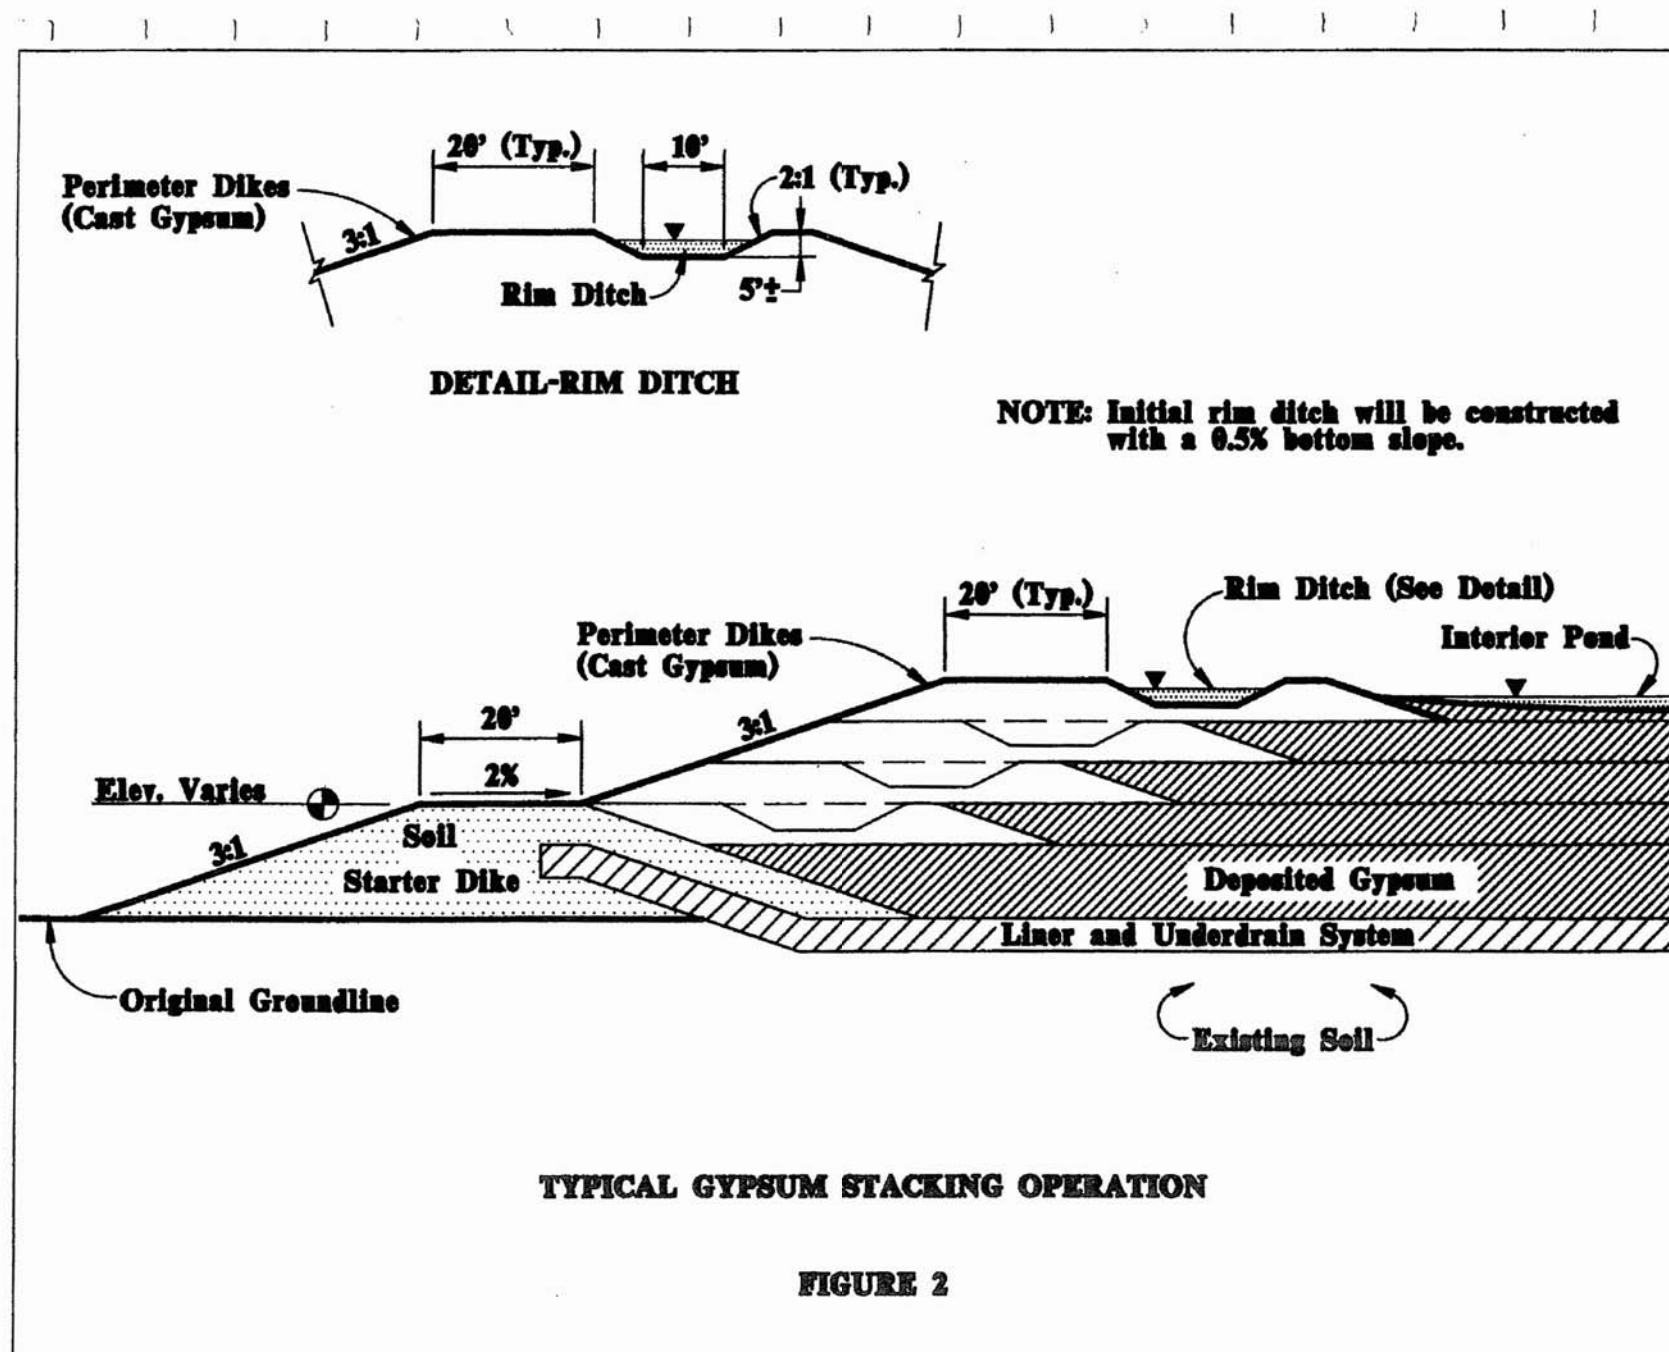 20' (Typ.)
10'
Perimeter Dikes
(Cast Gypsum)
2:1 (Typ.)
3:1
Rim Ditch
5'±
DETAIL-RIM DITCH
NOTE: Initial rim ditch will be constructed
with a 0.5% bottom slope.
20' (Typ.)
Rim Ditch (See Detail)
Perimeter Dikes
(Cast Gypsum)
Interior Pond
3:1
20'
2%
Elev. Varies
Soil
3:1
Starter Dike
Deposited Gypsum
Liner and Underdrain System
Original Groundline
Existing Soil
TYPICAL GYPSUM STACKING OPERATION
FIGURE 2